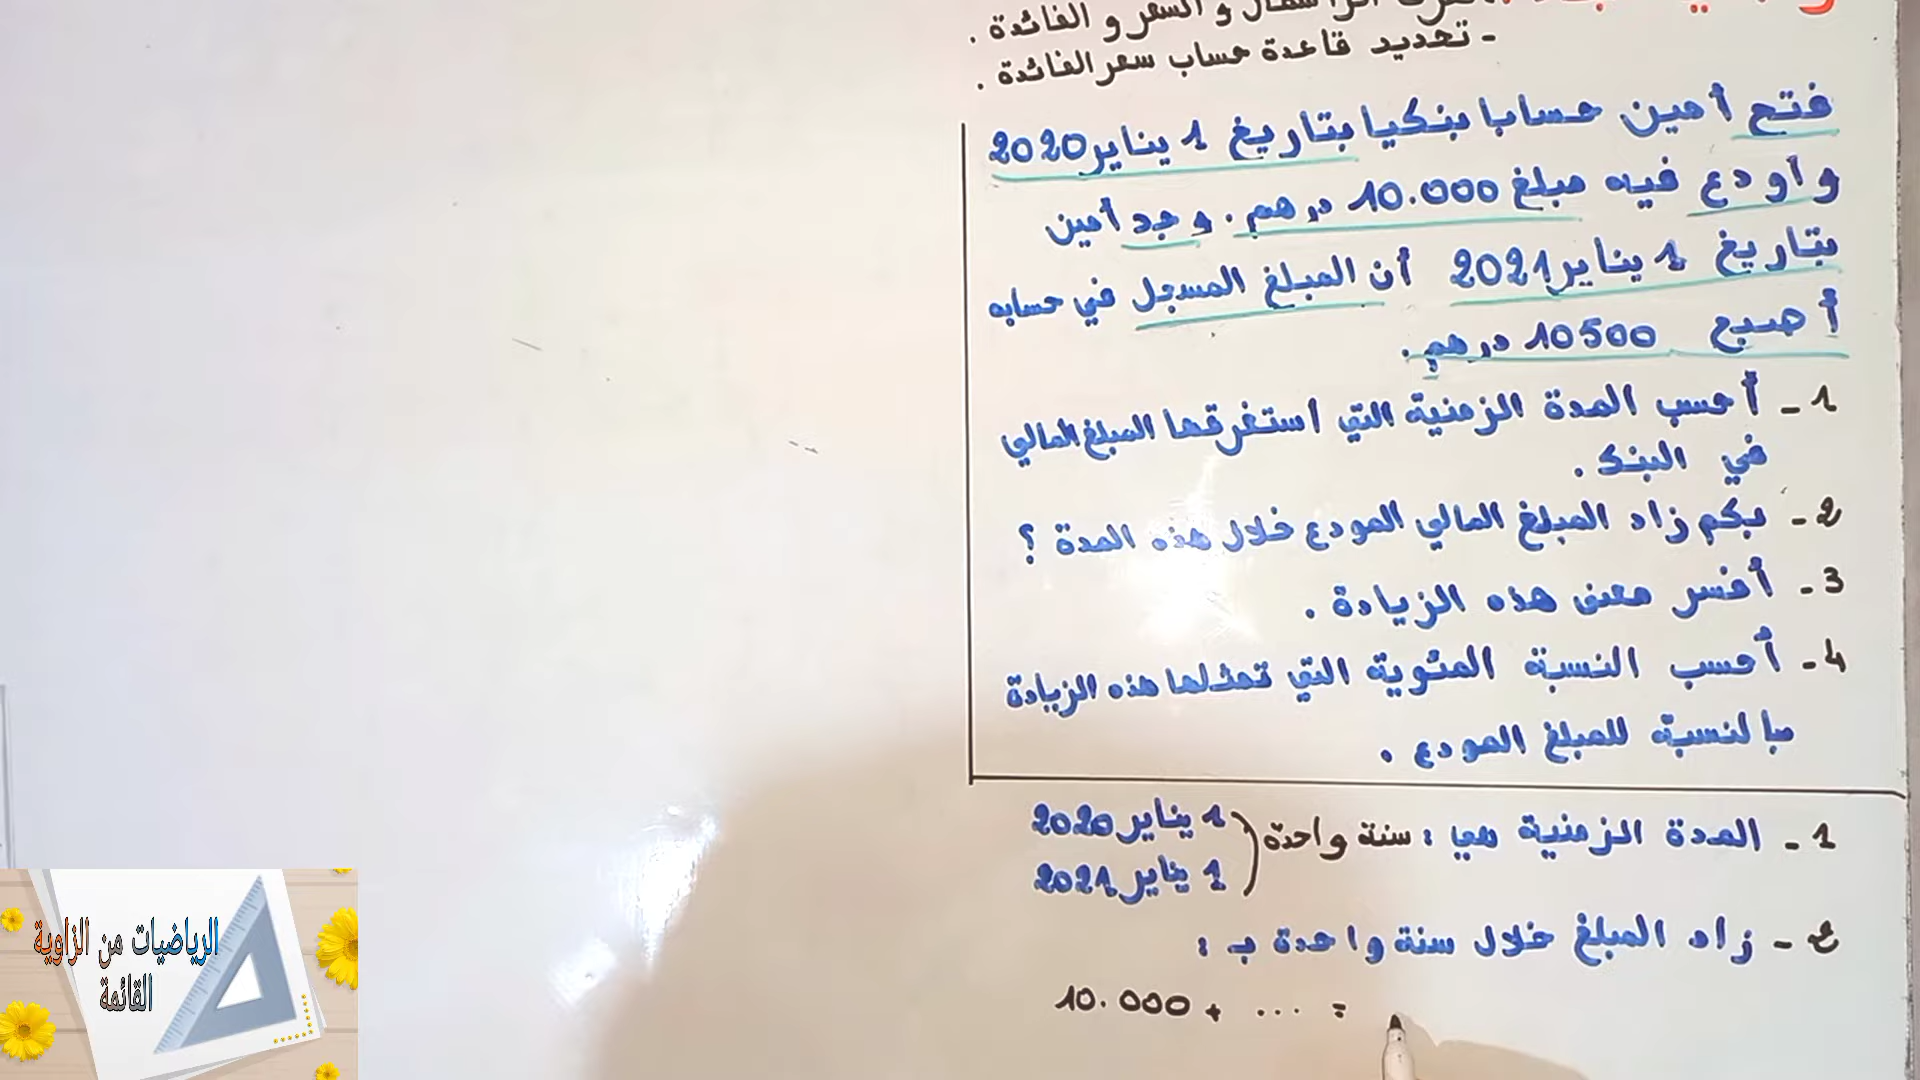 الرأسمال و السعر و الفائدة .
- تحديد قاعدة حساب سعر الفائدة .
فتح أمين حسابا بنكيا بتاريخ 1 يناير 2020
وأودع فيه مبلغ 10.000 درهم . وجد أمين
بتاريخ 1 يناير 2021 أن المبلغ المسجل في حسابه
أصبح 10500 درهم .
1 - أحسب المدة الزمنية التي استغرقها المبلغ المالي
في البنك .
2 - بكم زاد المبلغ المالي المودع خلال هذه المدة ؟
3 - أفسر معنى هذه الزيادة .
4 - أحسب النسبة المئوية التي تمثلها هذه الزيادة
بالنسبة للمبلغ المودع .
1 - المدة الزمنية هي : سنة واحدة
1 يناير 2020
1 يناير 2021
2 - زاد المبلغ خلال سنة واحدة بـ :
10.000 + ... =
الرياضيات من الزاوية
القائمة